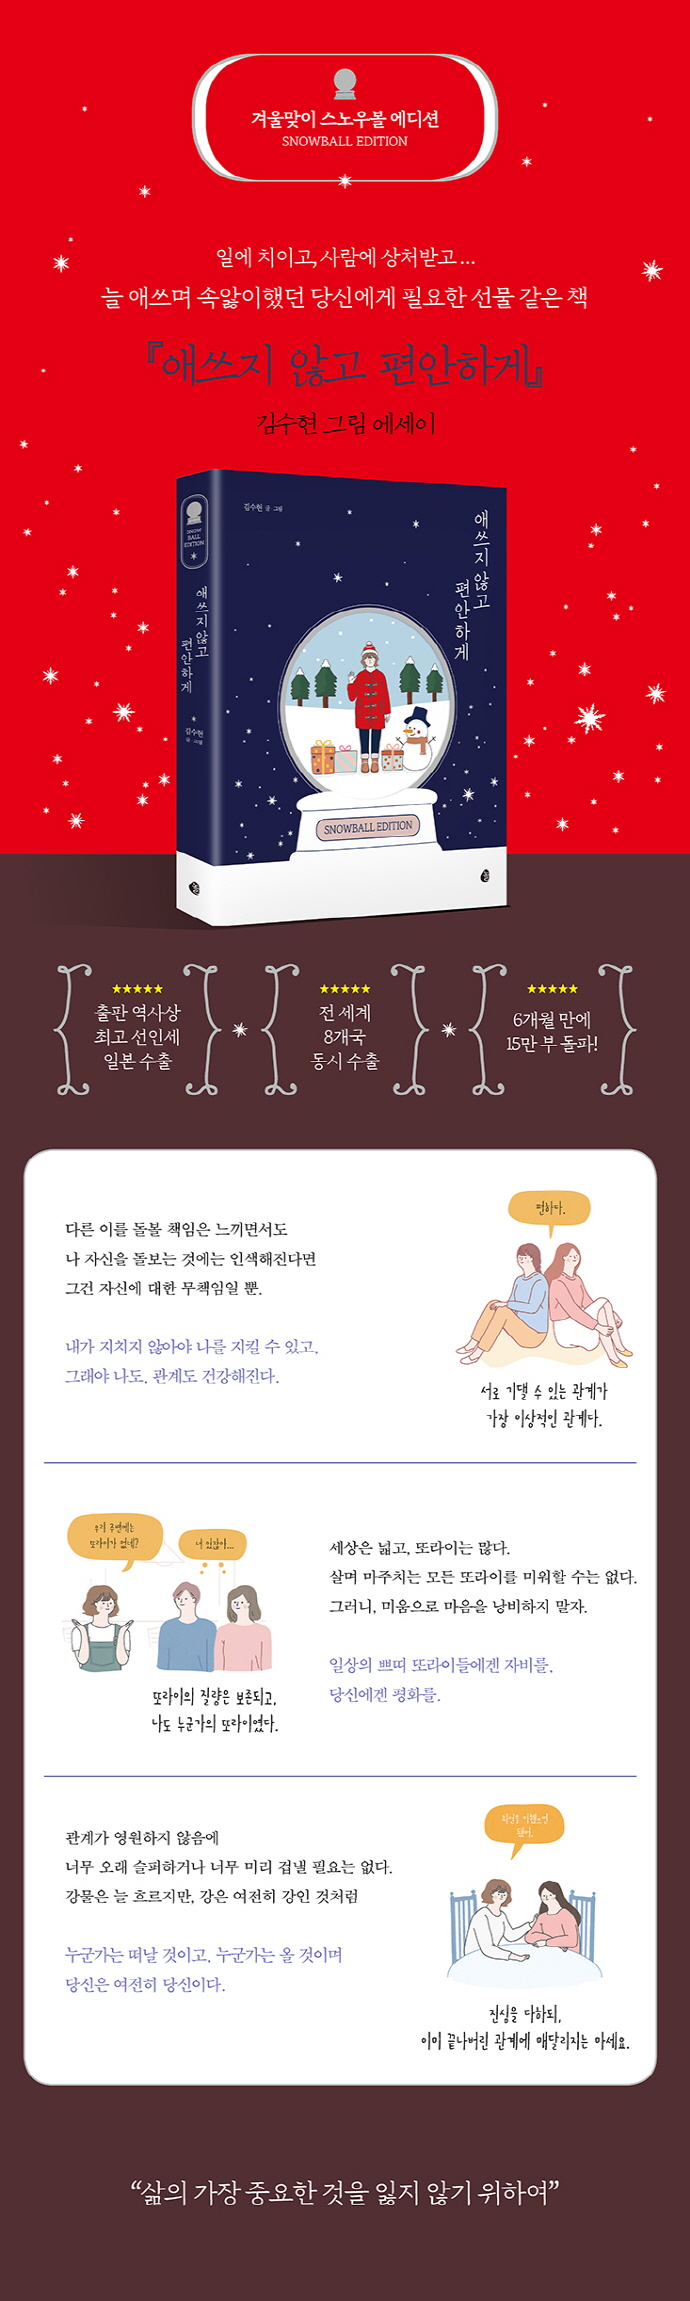 겨울맞이 스노우볼 에디션
SNOWBALL EDITION
일에 치이고, 사람에 상처받고...
늘 애쓰며 속앓이했던 당신에게 필요한 선물 같은 책
『애쓰지 않고 편안하게』
김수현 그림 에세이
SNOW
BALL
EDITION
애쓰지 않고
편안하게
김수현
글·그림
김수현 글·그림
애쓰지 않고
편안하게
SNOWBALL EDITION
★★★★★
출판 역사상
최고 선인세
일본 수출
★★★★★
전 세계
8개국
동시 수출
★★★★★
6개월 만에
15만 부 돌파!
다른 이를 돌볼 책임은 느끼면서도
나 자신을 돌보는 것에는 인색해진다면
그건 자신에 대한 무책임일 뿐.
내가 지치지 않아야 나를 지킬 수 있고,
그래야 나도, 관계도 건강해진다.
편하다.
서로 기댈 수 있는 관계가
가장 이상적인 관계다.
우리 주변에는
또라이가 없네?
너 있잖아...
또라이의 질량은 보존되고,
나도 누군가의 또라이였다.
세상은 넓고, 또라이는 많다.
살며 마주치는 모든 또라이를 미워할 수는 없다.
그러니, 미움으로 마음을 낭비하지 말자.
일상의 쁘띠 또라이들에겐 자비를,
당신에겐 평화를.
관계가 영원하지 않음에
너무 오래 슬퍼하거나 너무 미리 겁낼 필요는 없다.
강물은 늘 흐르지만, 강은 여전히 강인 것처럼
누군가는 떠날 것이고, 누군가는 올 것이며
당신은 여전히 당신이다.
최선을 다했으면
됐어.
진심을 다하되,
이미 끝나버린 관계에 매달리지는 마세요.
“삶의 가장 중요한 것을 잃지 않기 위하여”